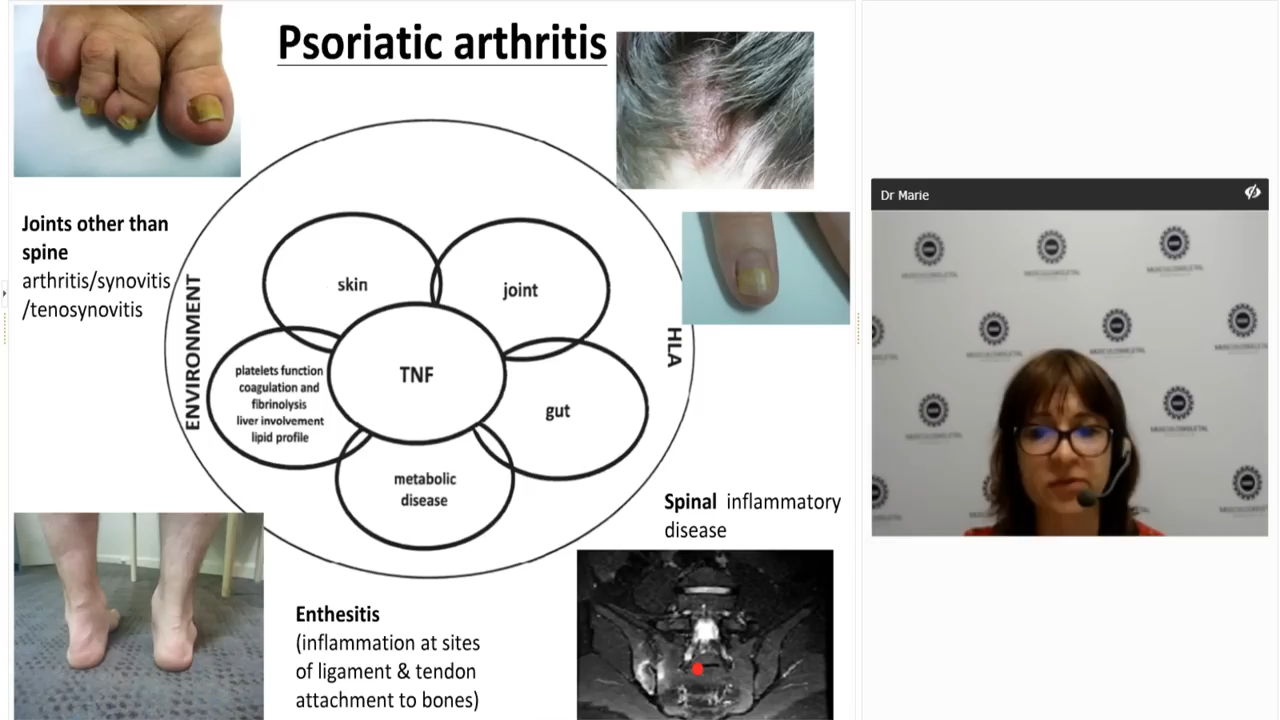 Psoriatic arthritis
Joints other than
spine
arthritis/synovitis
/tenosynovitis
ENVIRONMENT
HLA
skin
joint
TNF
platelets function
coagulation and
fibrinolysis
liver involvement
lipid profile
gut
metabolic
disease
Spinal inflammatory
disease
Enthesitis
(inflammation at sites
of ligament & tendon
attachment to bones)
Dr Marie